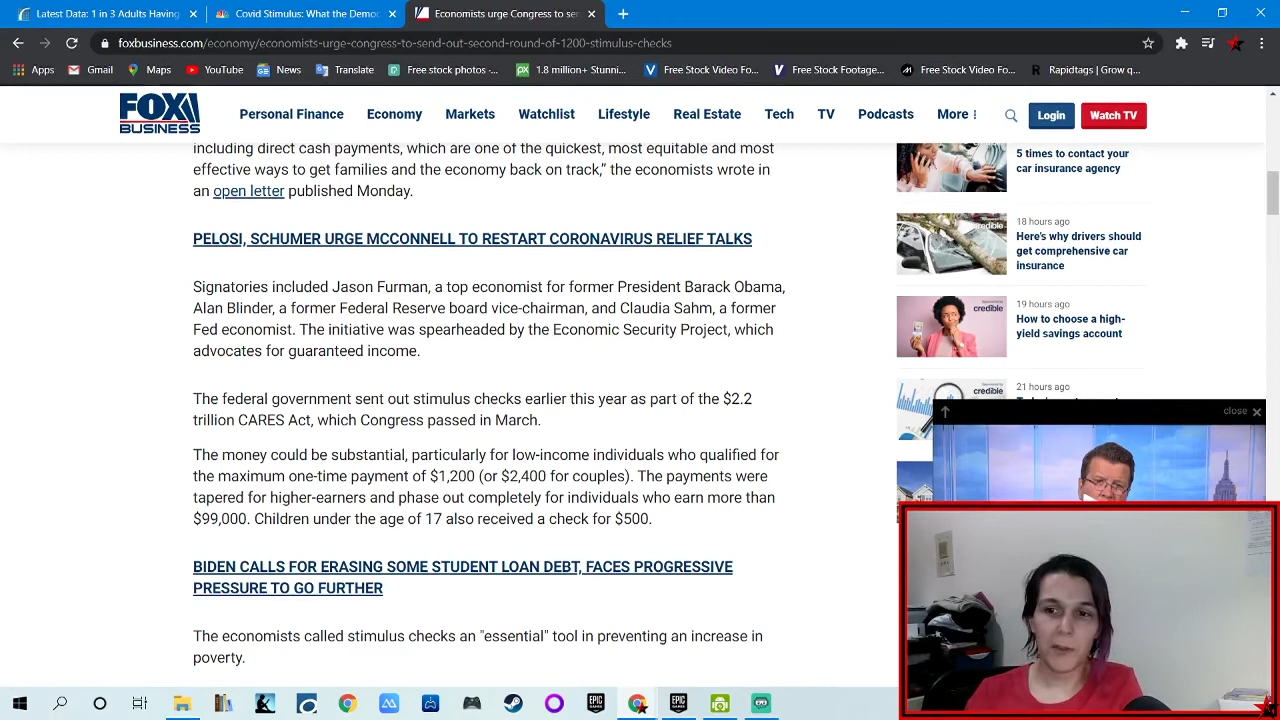 Latest Data: 1 in 3 Adults Having
Covid Stimulus: What the Democ
Economists urge Congress to sen
foxbusiness.com/economy/economists-urge-congress-to-send-out-second-round-of-1200-stimulus-checks
Apps
Gmail
Maps
YouTube
News
Translate
Free stock photos -...
1.8 million+ Stunni...
Free Stock Video Fo...
Free Stock Footage...
Free Stock Video Fo...
Rapidtags | Grow q...
FOX
BUSINESS
Personal Finance
Economy
Markets
Watchlist
Lifestyle
Real Estate
Tech
TV
Podcasts
More
Login
Watch TV
including direct cash payments, which are one of the quickest, most equitable and most
effective ways to get families and the economy back on track,” the economists wrote in
an open letter published Monday.
PELOSI, SCHUMER URGE MCCONNELL TO RESTART CORONAVIRUS RELIEF TALKS
Signatories included Jason Furman, a top economist for former President Barack Obama,
Alan Blinder, a former Federal Reserve board vice-chairman, and Claudia Sahm, a former
Fed economist. The initiative was spearheaded by the Economic Security Project, which
advocates for guaranteed income.
The federal government sent out stimulus checks earlier this year as part of the $2.2
trillion CARES Act, which Congress passed in March.
The money could be substantial, particularly for low-income individuals who qualified for
the maximum one-time payment of $1,200 (or $2,400 for couples). The payments were
tapered for higher-earners and phase out completely for individuals who earn more than
$99,000. Children under the age of 17 also received a check for $500.
BIDEN CALLS FOR ERASING SOME STUDENT LOAN DEBT, FACES PROGRESSIVE
PRESSURE TO GO FURTHER
The economists called stimulus checks an "essential" tool in preventing an increase in
poverty.
5 times to contact your
car insurance agency
18 hours ago
Here’s why drivers should
get comprehensive car
insurance
credible
19 hours ago
How to choose a high-
yield savings account
credible
21 hours ago
credible
close
EPIC
GAMES
EPIC
GAMES